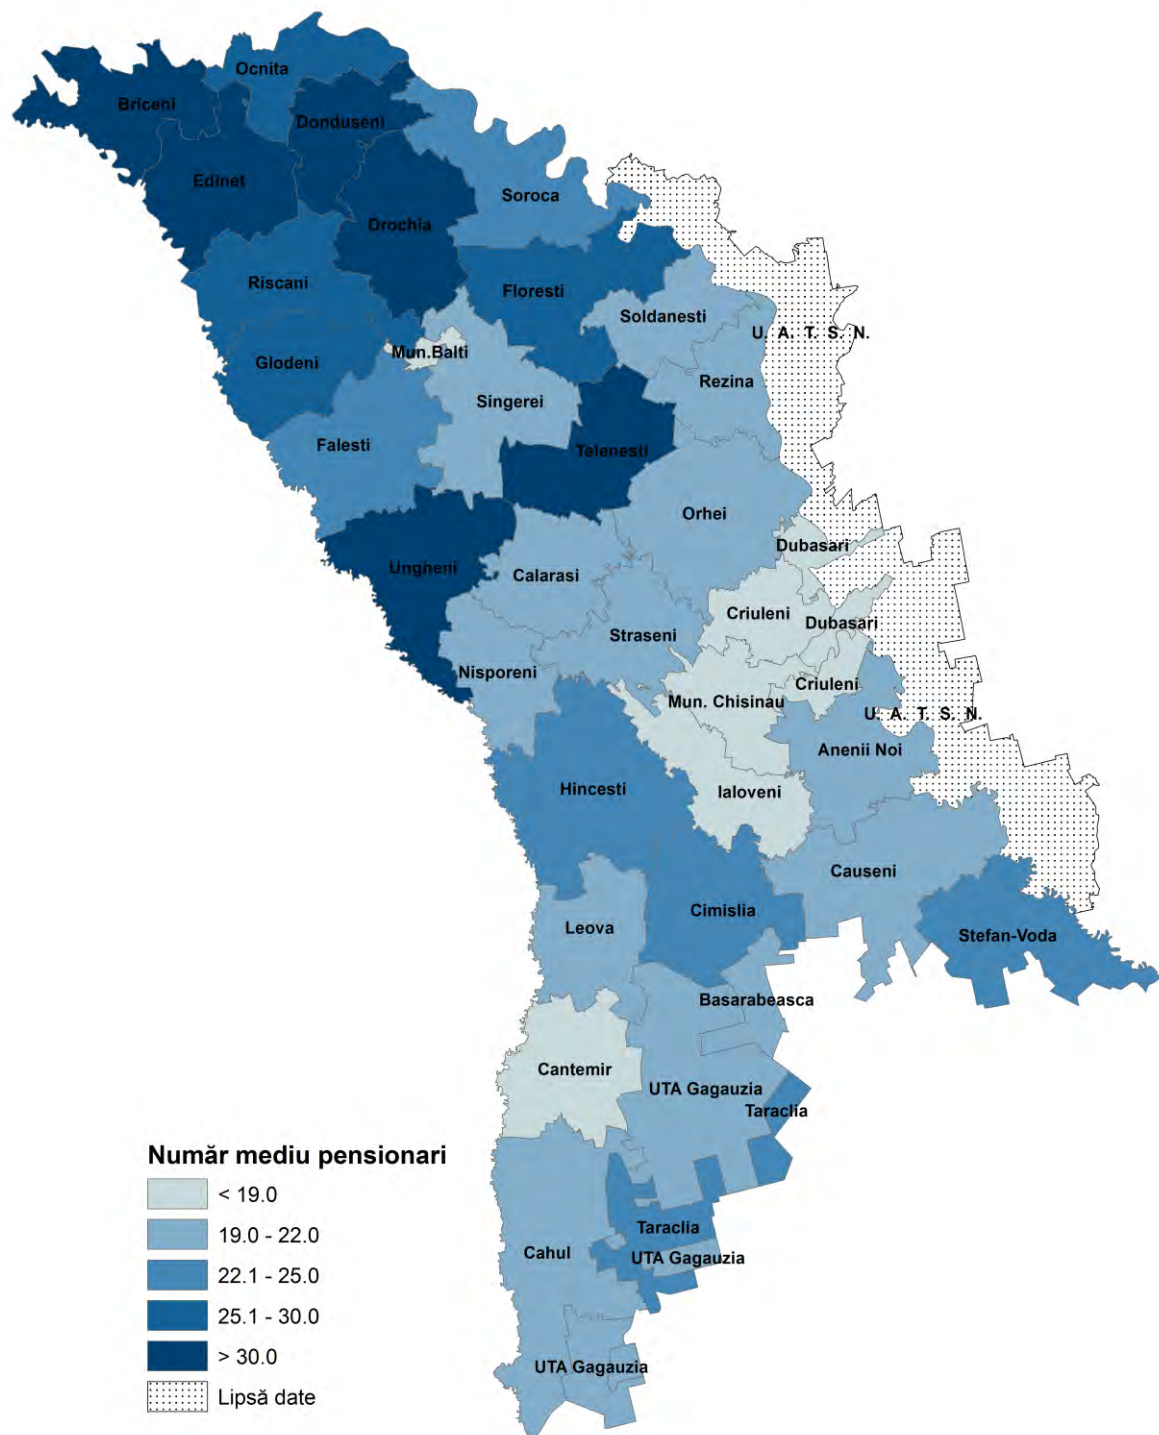 Ocnita
Briceni
Donduseni
Edinet
Soroca
Drochia
Riscani
Floresti
Soldanesti
U. A. T. S. N.
Mun.Balti
Glodeni
Rezina
Singerei
Falesti
Telenesti
Orhei
Dubasari
Ungheni
Calarasi
Criuleni
Dubasari
Straseni
Nisporeni
Criuleni
Mun. Chisinau
U. A. T. S. N.
Anenii Noi
Hincesti
Ialoveni
Causeni
Cimislia
Leova
Stefan-Voda
Basarabeasca
Cantemir
UTA Gagauzia
Taraclia
Număr mediu pensionari
< 19.0
19.0 - 22.0
22.1 - 25.0
25.1 - 30.0
> 30.0
Lipsă date
Taraclia
Cahul
UTA Gagauzia
UTA Gagauzia